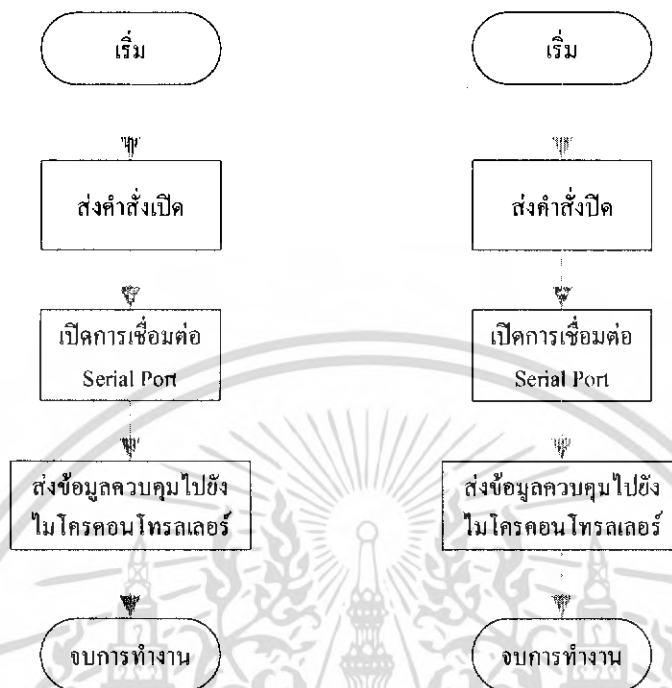 เริ่ม
ส่งคำสั่งเปิด
เปิดการเชื่อมต่อ
Serial Port
ส่งข้อมูลควบคุมไปยัง
ไมโครคอนโทรลเลอร์
จบการทำงาน
เริ่ม
ส่งคำสั่งปิด
เปิดการเชื่อมต่อ
Serial Port
ส่งข้อมูลควบคุมไปยัง
ไมโครคอนโทรลเลอร์
จบการทำงาน